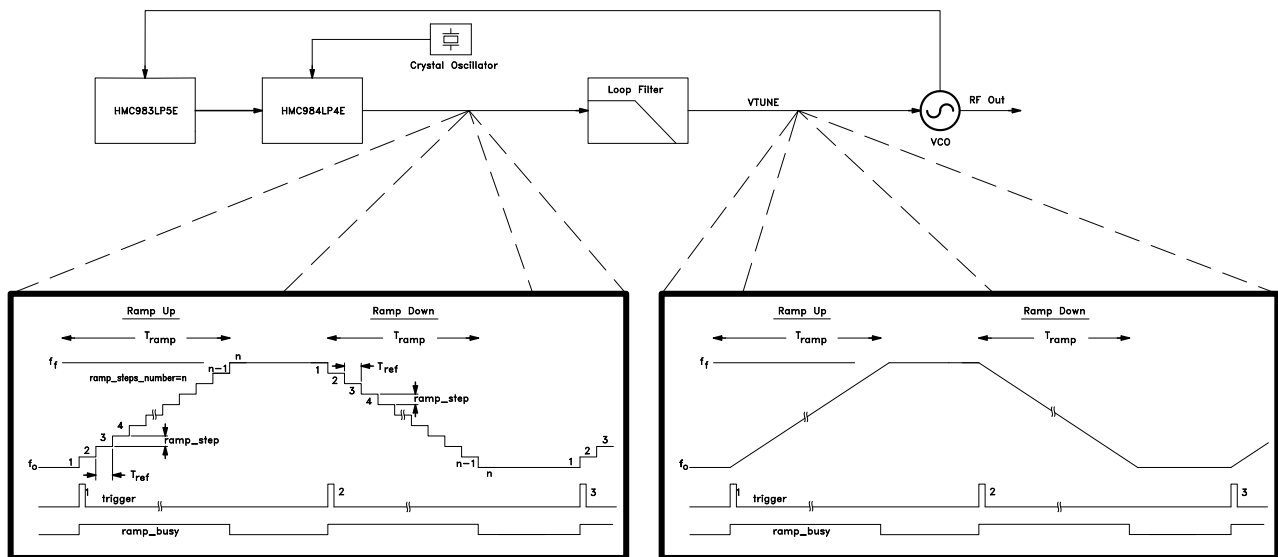 Crystal Oscillator
HMC983LP5E
HMC984LP4E
Loop Filter
VTUNE
RF Out
VCO
Ramp Up
Ramp Down
Tramp
Tramp
ff
n
n-1
ramp_steps_number=n
1
2
3
4
Tref
ramp_step
4
3
2
1
fo
ramp_step
Tref
n-1
n
1
2
3
1
trigger
2
3
ramp_busy
Ramp Up
Ramp Down
Tramp
Tramp
ff
fo
1
trigger
2
3
ramp_busy